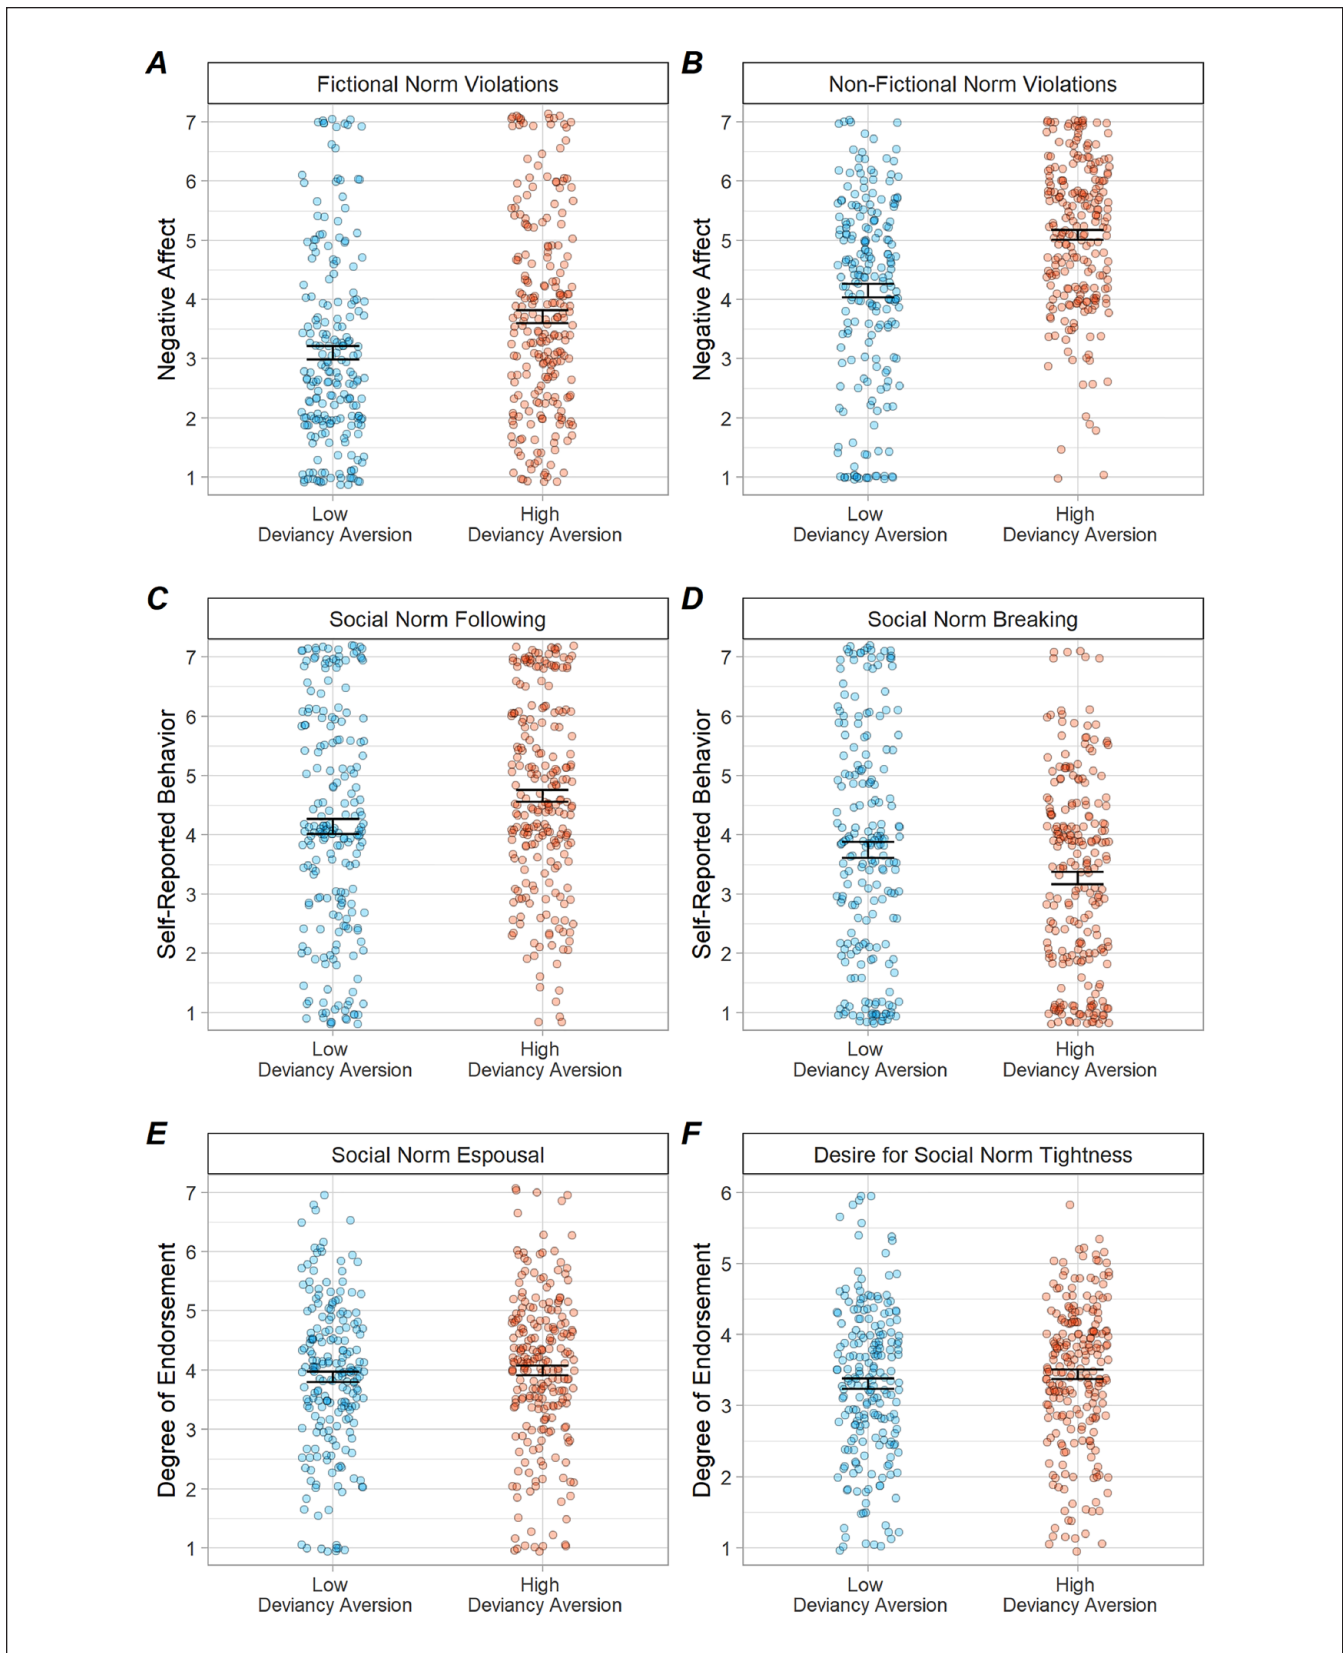 A
Fictional Norm Violations
Negative Affect
7
6
5
4
3
2
1
Low
Deviancy Aversion
High
Deviancy Aversion
B
Non-Fictional Norm Violations
Negative Affect
7
6
5
4
3
2
1
Low
Deviancy Aversion
High
Deviancy Aversion
C
Social Norm Following
Self-Reported Behavior
7
6
5
4
3
2
1
Low
Deviancy Aversion
High
Deviancy Aversion
D
Social Norm Breaking
Self-Reported Behavior
7
6
5
4
3
2
1
Low
Deviancy Aversion
High
Deviancy Aversion
E
Social Norm Espousal
Degree of Endorsement
7
6
5
4
3
2
1
Low
Deviancy Aversion
High
Deviancy Aversion
F
Desire for Social Norm Tightness
Degree of Endorsement
6
5
4
3
2
1
Low
Deviancy Aversion
High
Deviancy Aversion